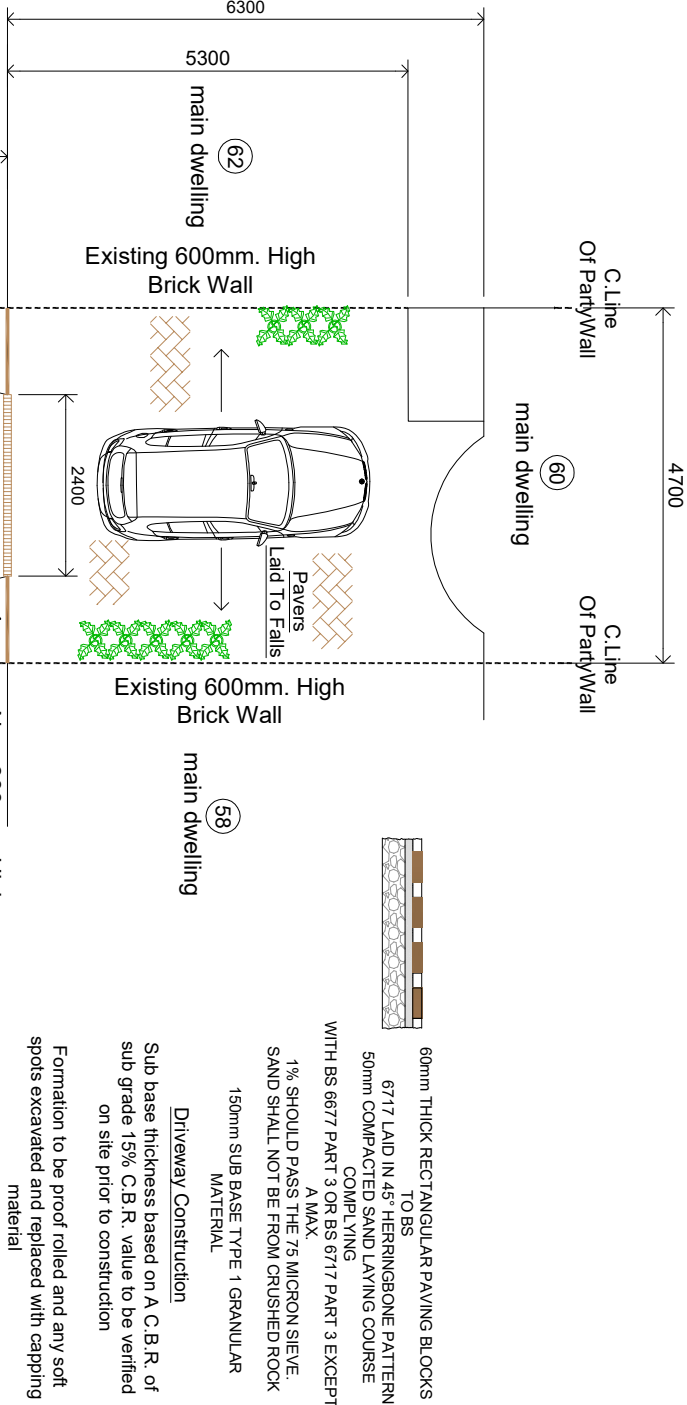 6300
5300
62
main dwelling
Existing 600mm. High
Brick Wall
C.Line
Of PartyWall
4700
60
main dwelling
2400
Pavers
Laid To Falls
C.Line
Of PartyWall
Existing 600mm. High
Brick Wall
58
main dwelling
60mm THICK RECTANGULAR PAVING BLOCKS
TO BS
6717 LAID IN 45° HERRINGBONE PATTERN
50mm COMPACTED SAND LAYING COURSE
COMPLYING
WITH BS 6677 PART 3 OR BS 6717 PART 3 EXCEPT
A MAX.
1% SHOULD PASS THE 75 MICRON SIEVE.
SAND SHALL NOT BE FROM CRUSHED ROCK
150mm SUB BASE TYPE 1 GRANULAR
MATERIAL
Driveway Construction
Sub base thickness based on A C.B.R. of
sub grade 15% C.B.R. value to be verified
on site prior to construction
Formation to be proof rolled and any soft
spots excavated and replaced with capping
material